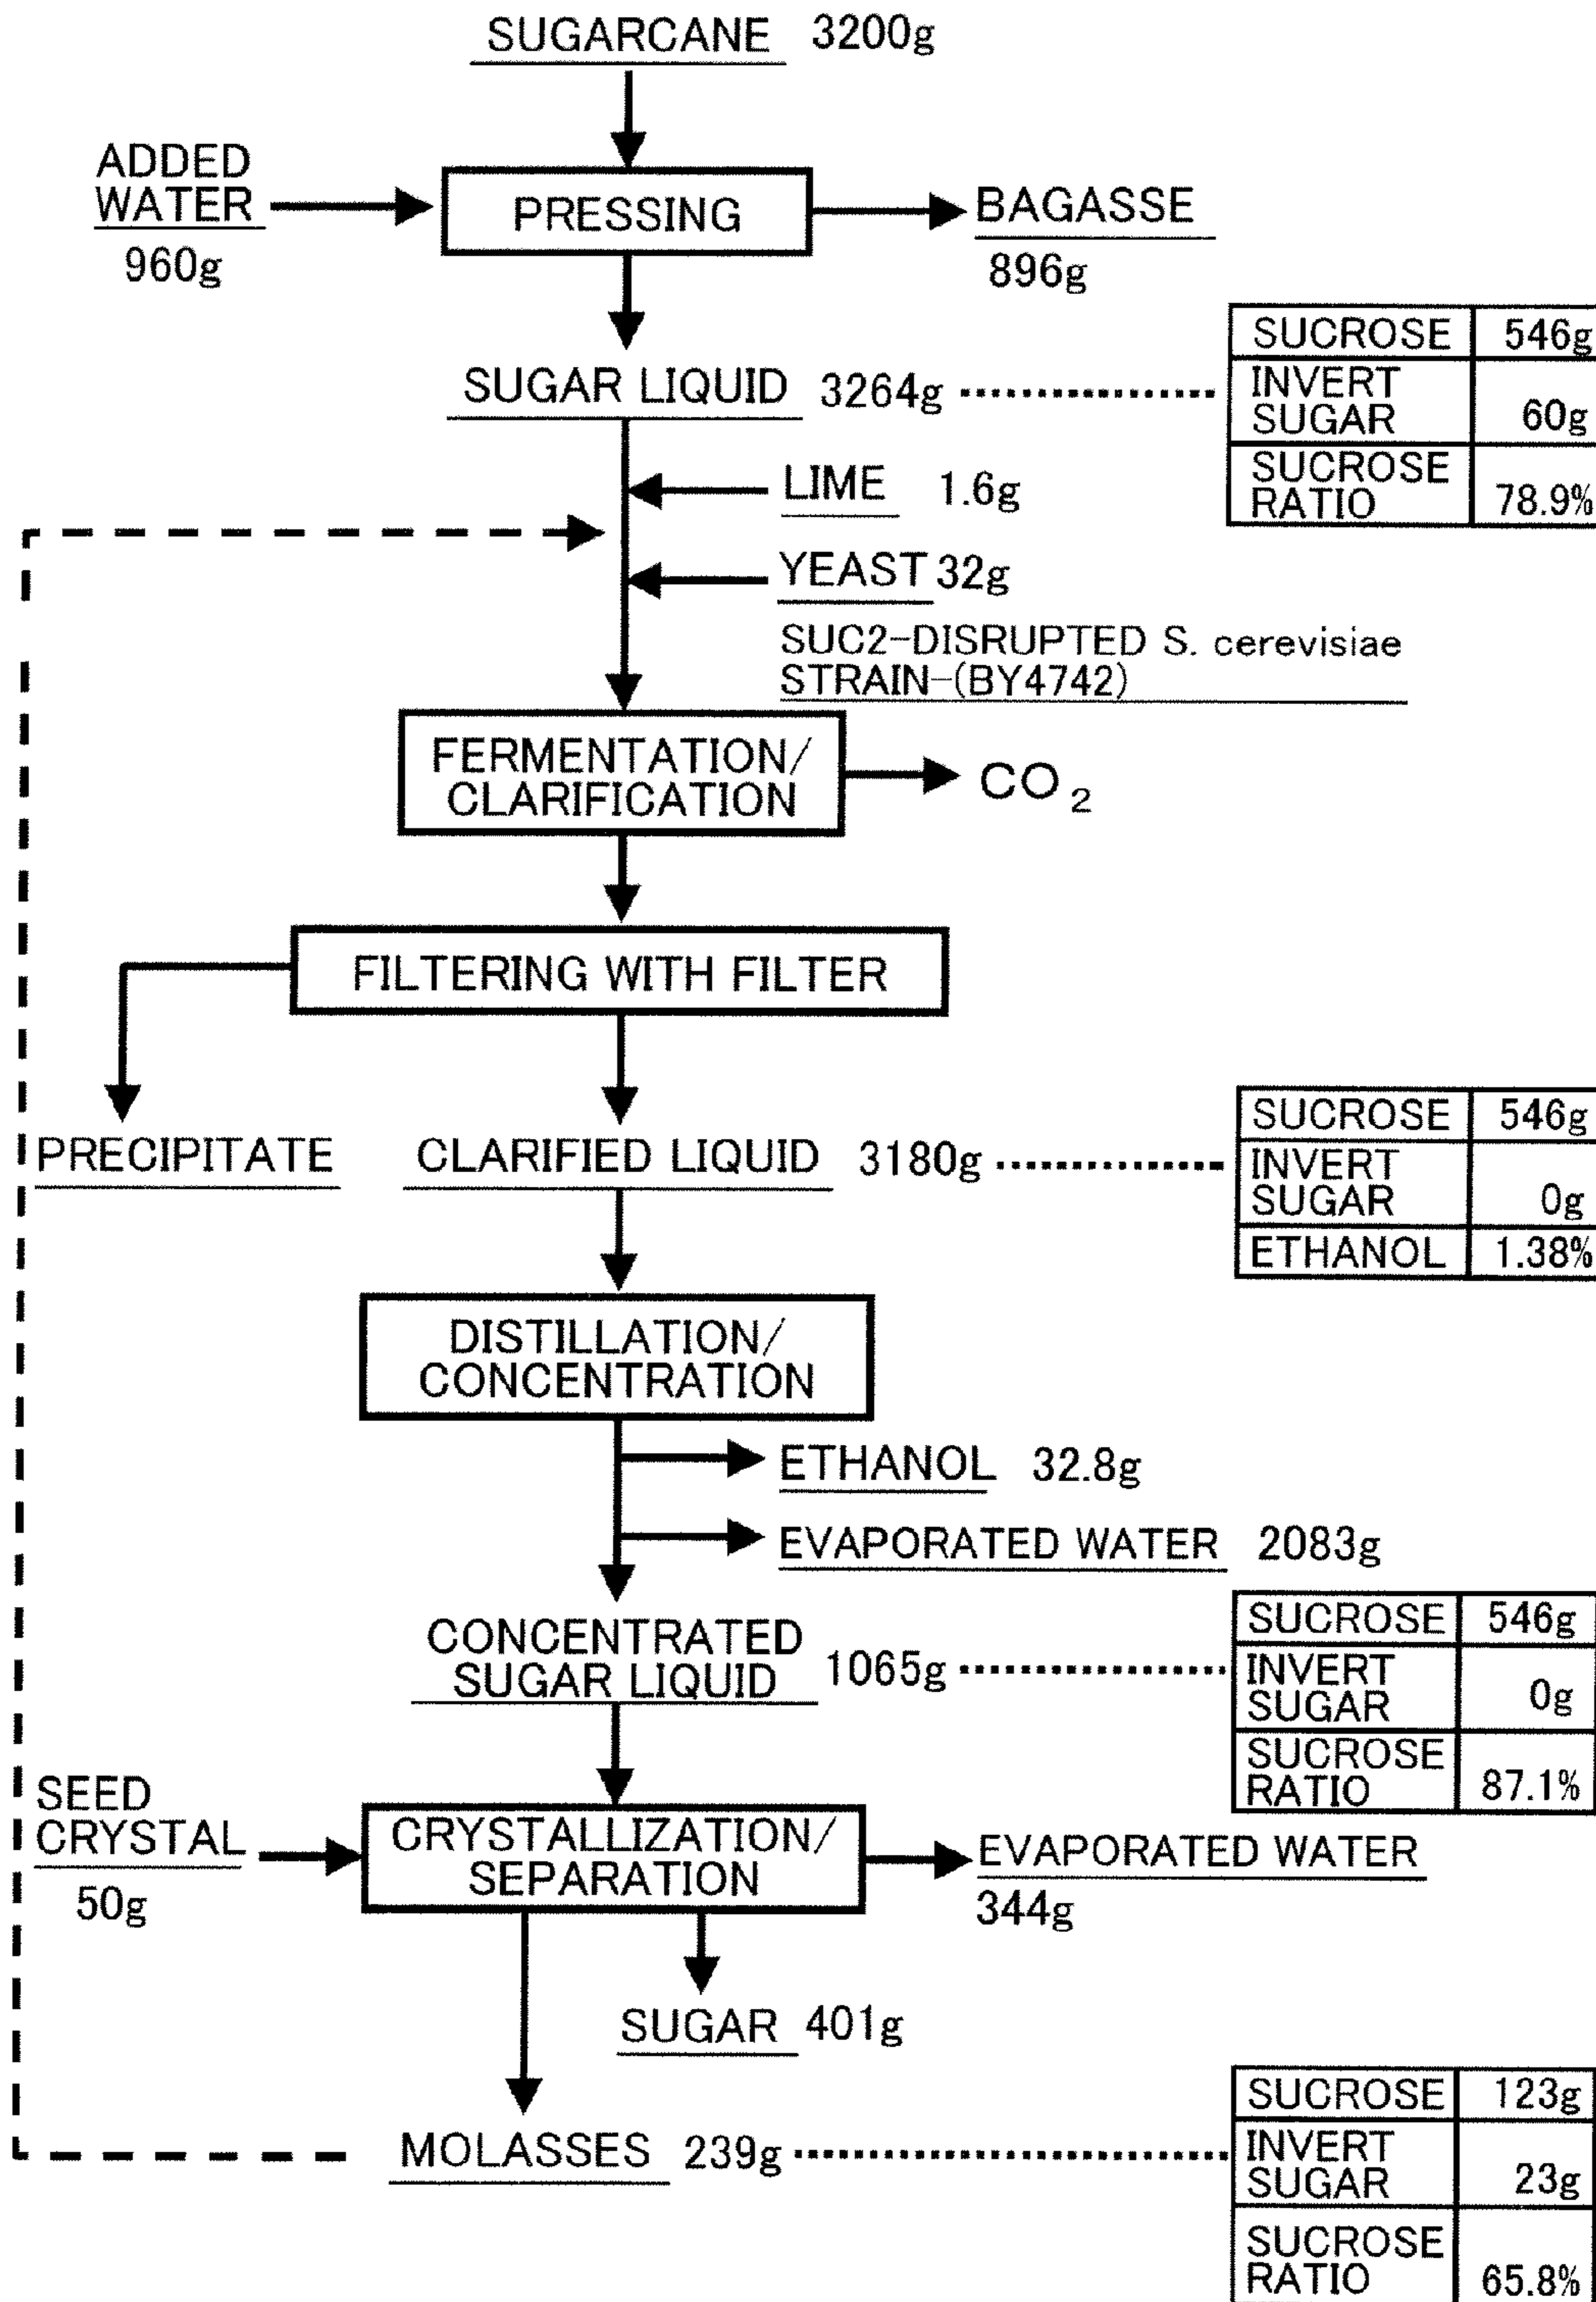 SUGARCANE 3200g
ADDED
WATER
960g
PRESSING
BAGASSE
896g
SUGAR LIQUID 3264g
SUCROSE 546g
INVERT
SUGAR 60g
SUCROSE
RATIO 78.9%
LIME 1.6g
YEAST 32g
SUC2-DISRUPTED S. cerevisiae
STRAIN-(BY4742)
FERMENTATION/
CLARIFICATION
CO2
FILTERING WITH FILTER
PRECIPITATE
CLARIFIED LIQUID 3180g
SUCROSE 546g
INVERT
SUGAR 0g
ETHANOL 1.38%
DISTILLATION/
CONCENTRATION
ETHANOL 32.8g
EVAPORATED WATER 2083g
CONCENTRATED
SUGAR LIQUID 1065g
SUCROSE 546g
INVERT
SUGAR 0g
SUCROSE
RATIO 87.1%
SEED
CRYSTAL
50g
CRYSTALLIZATION/
SEPARATION
EVAPORATED WATER
344g
SUGAR 401g
MOLASSES 239g
SUCROSE 123g
INVERT
SUGAR 23g
SUCROSE
RATIO 65.8%